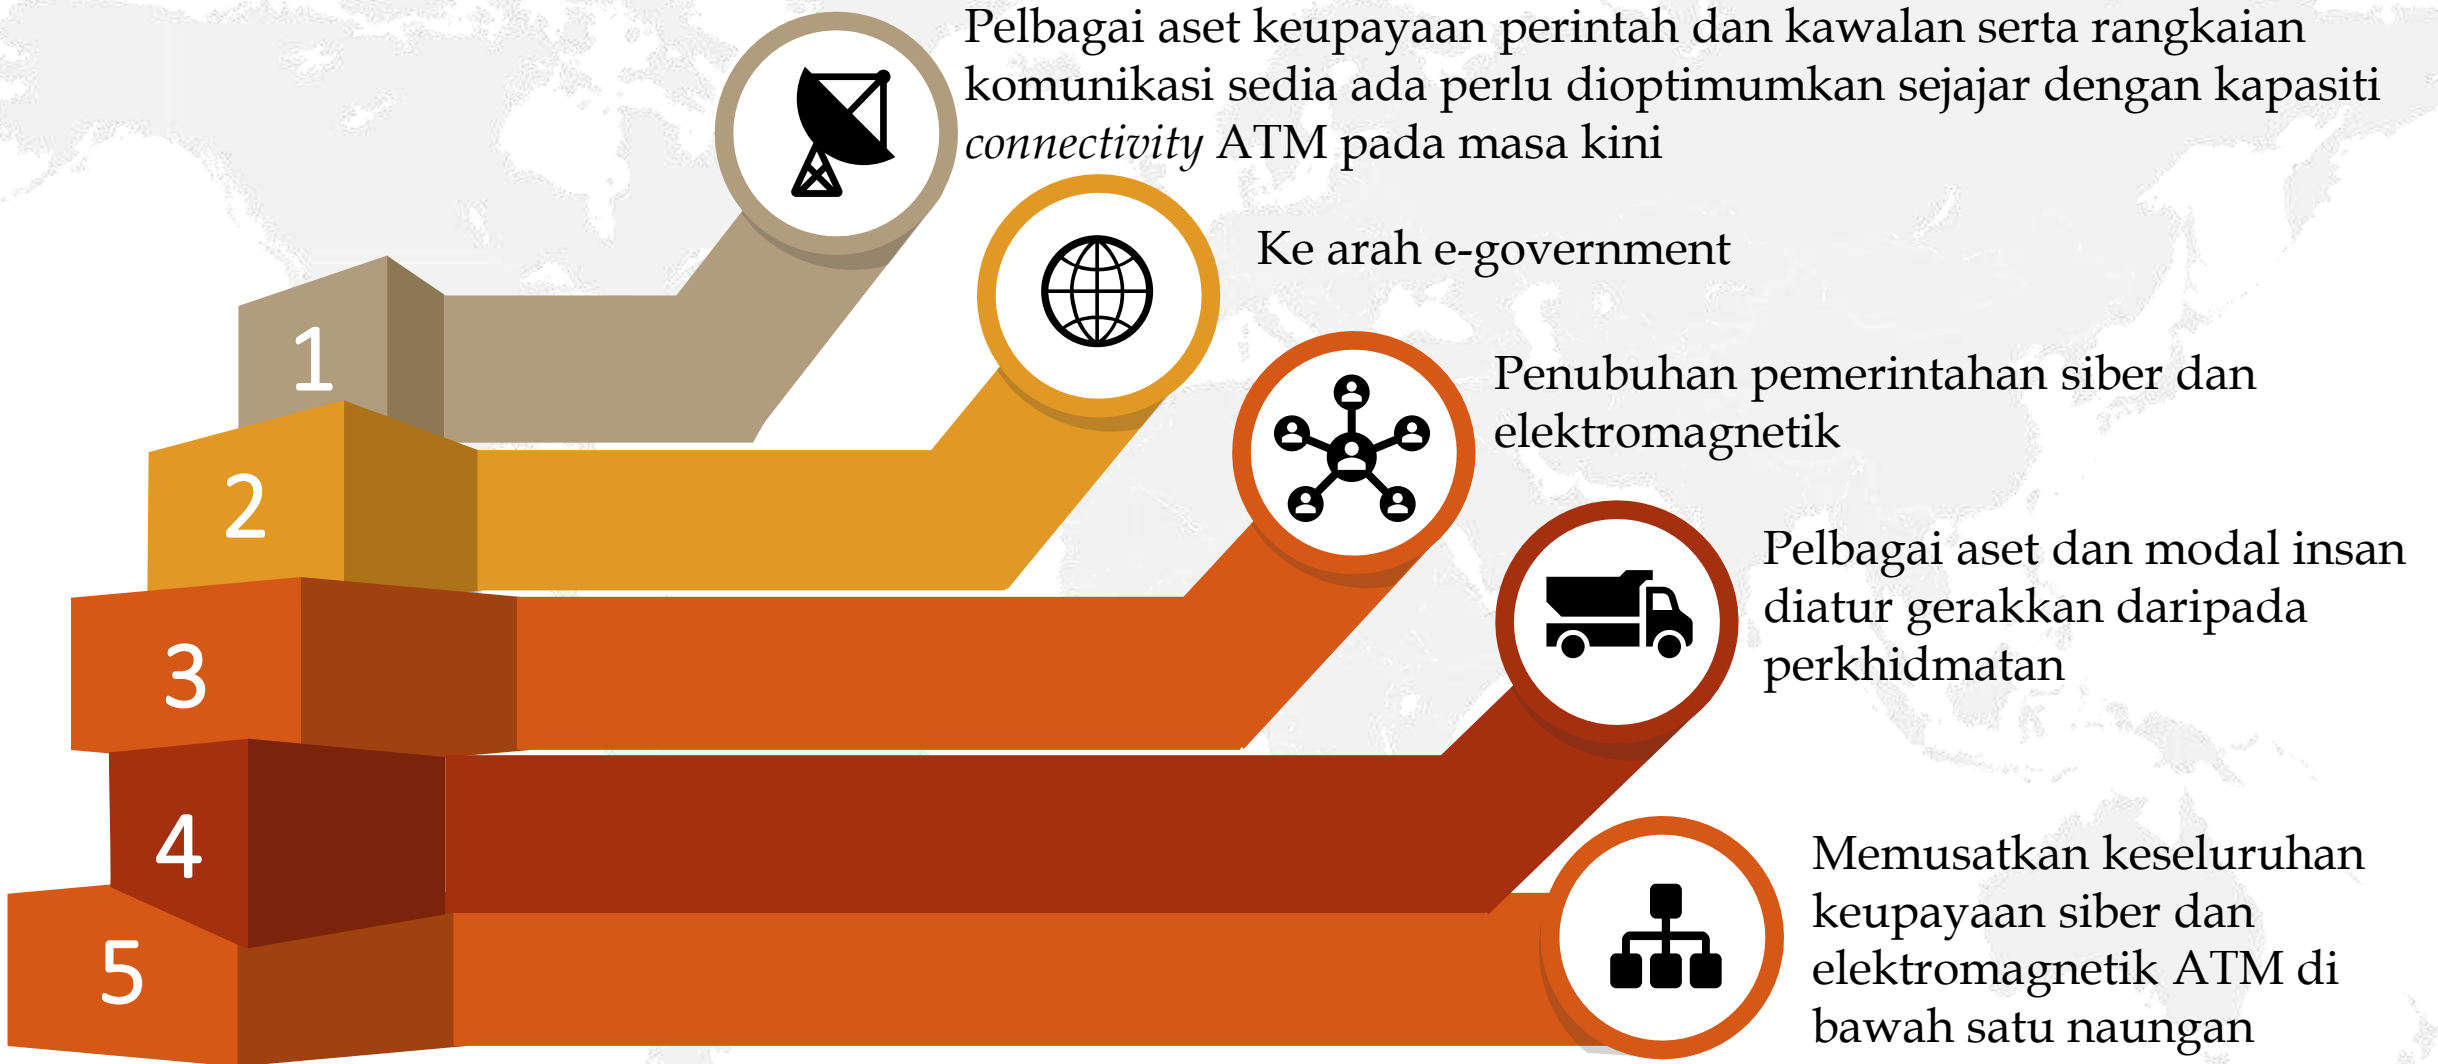 1
Pelbagai aset keupayaan perintah dan kawalan serta rangkaian
komunikasi sedia ada perlu dioptimumkan sejajar dengan kapasiti
connectivity ATM pada masa kini
2
Ke arah e-government
3
Penubuhan pemerintahan siber dan
elektromagnetik
4
Pelbagai aset dan modal insan
diatur gerakkan daripada
perkhidmatan
5
Memusatkan keseluruhan
keupayaan siber dan
elektromagnetik ATM di
bawah satu naungan